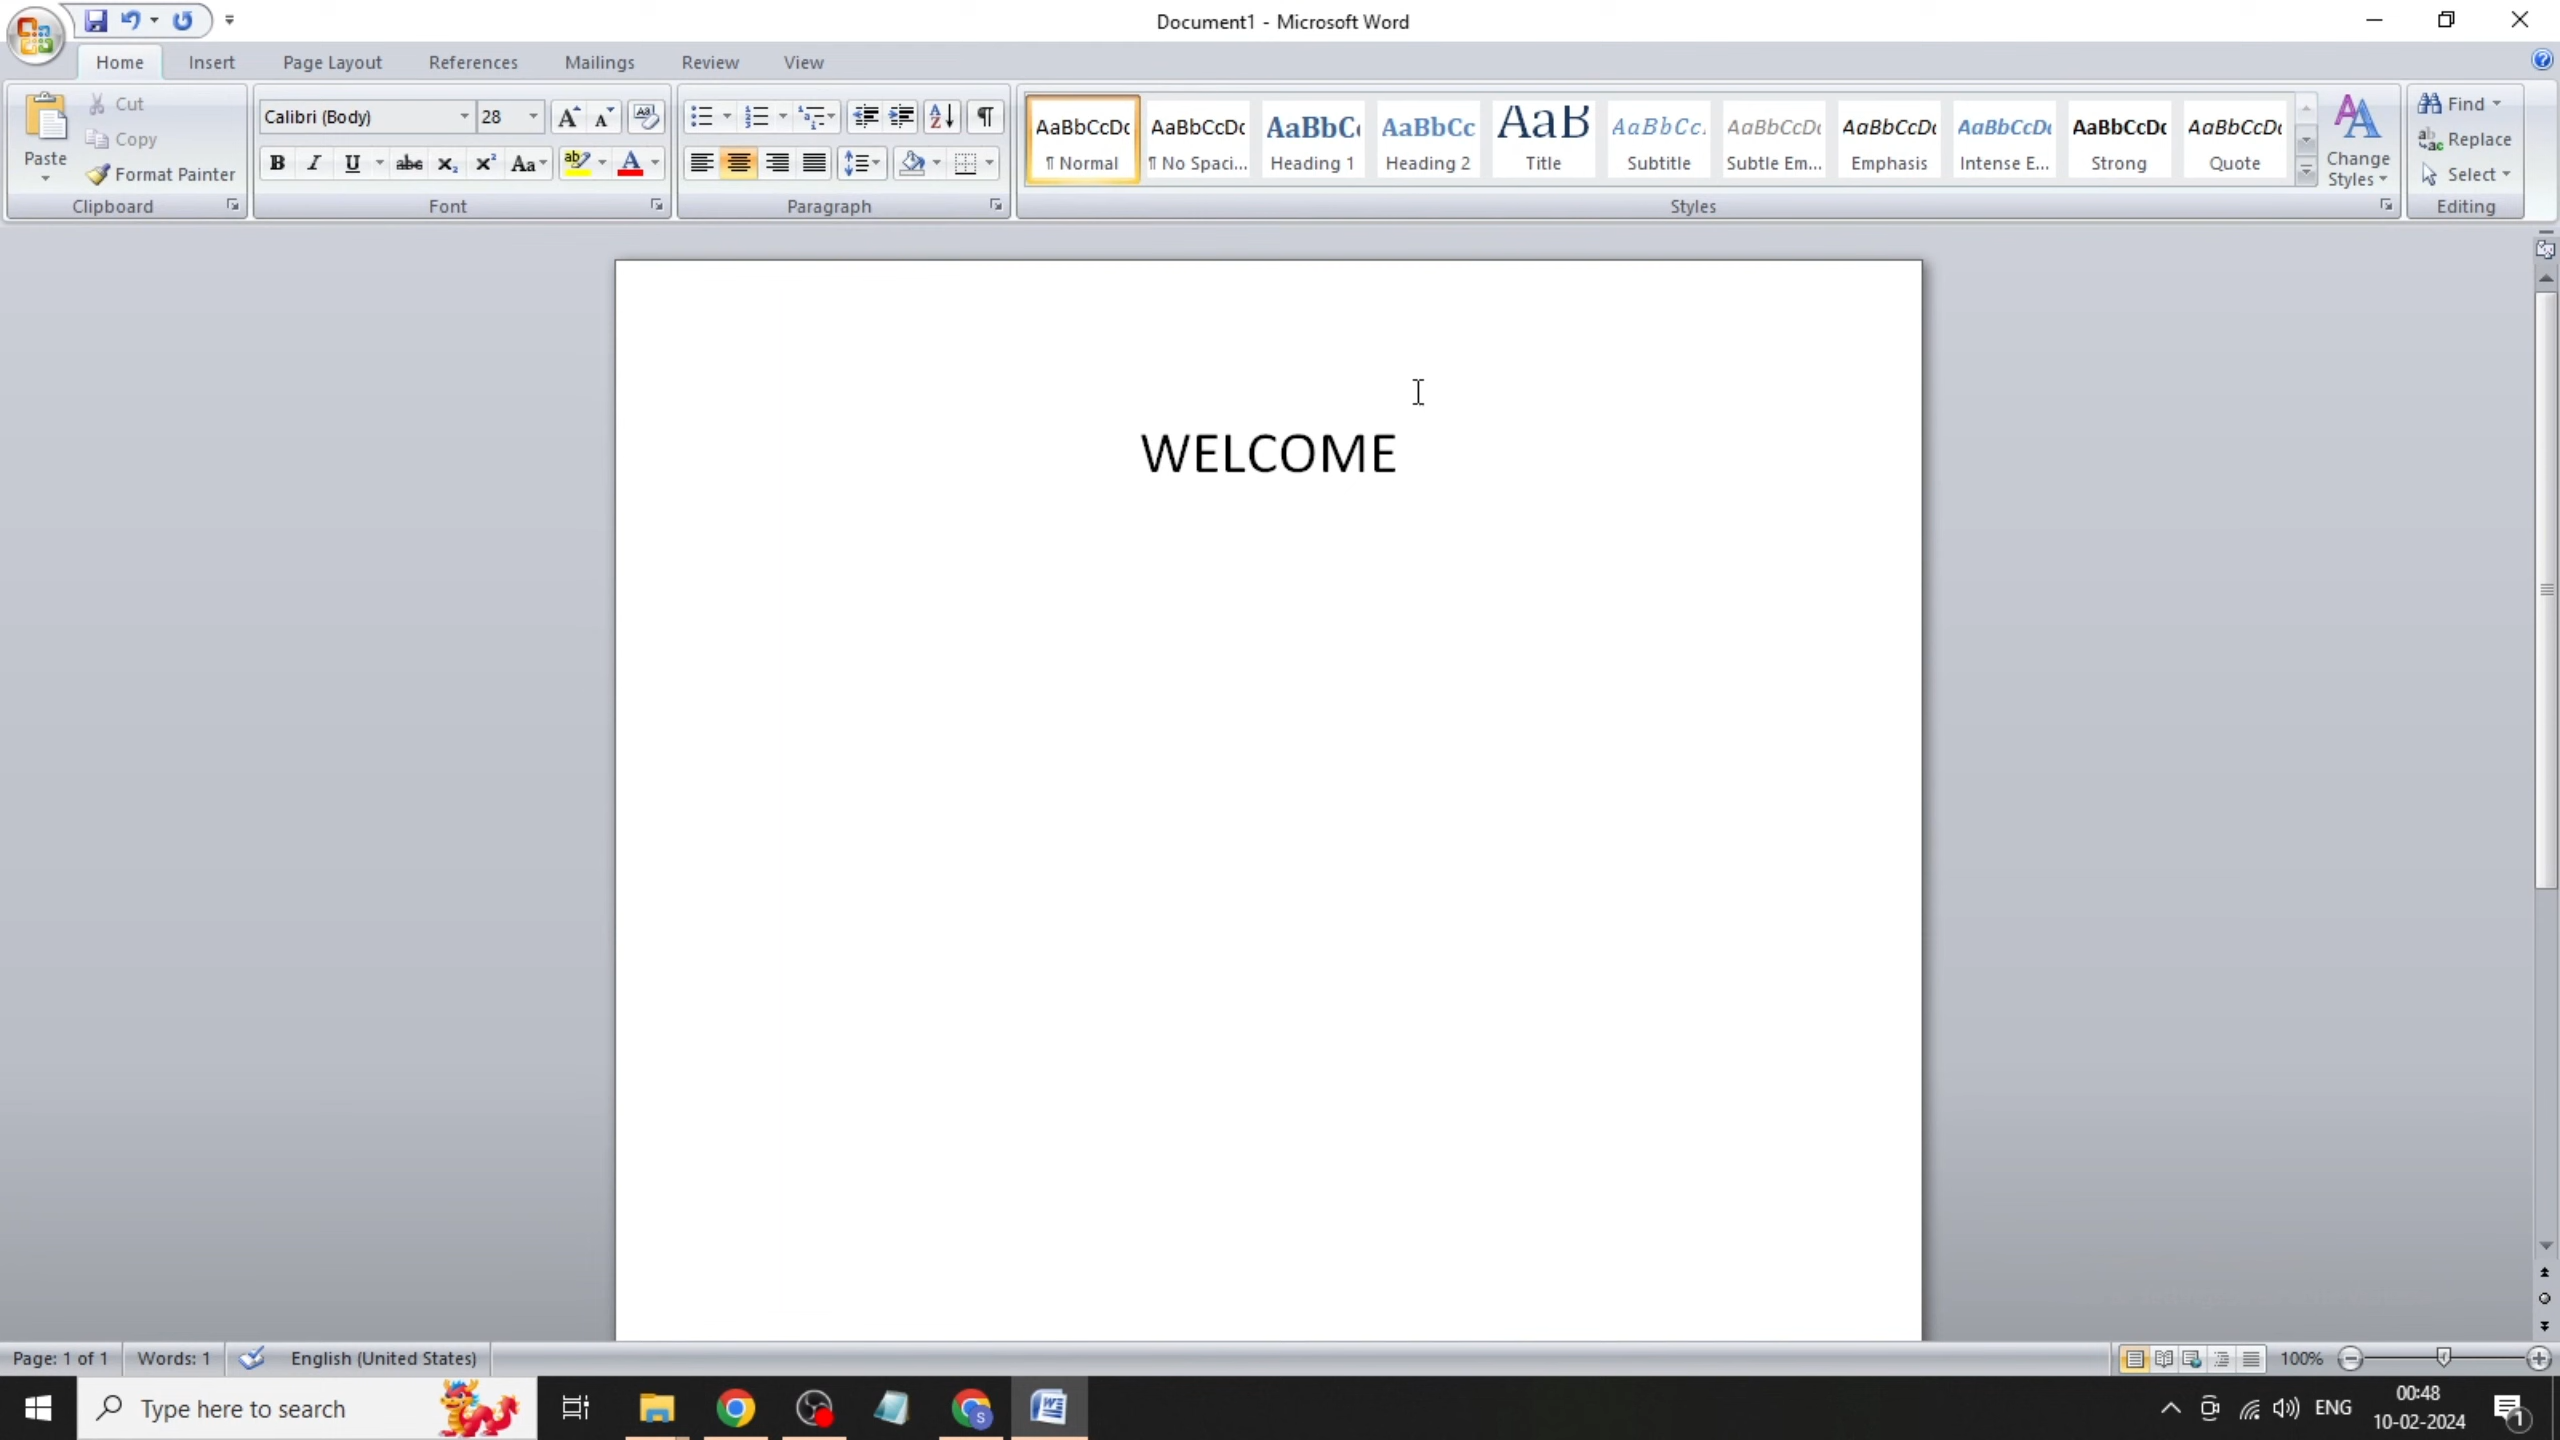 Document1 - Microsoft Word
Home Insert Page Layout References Mailings Review View
Paste
Cut
Copy
Format Painter
Clipboard
Calibri (Body) 28
Font
Paragraph
AaBbCcDc AaBbCcDc AaBbC AaBbCc AaB AaBbCc. AaBbCcDc AaBbCcDc AaBbCcDc AaBbCcDc AaBbCcDc
¶ Normal ¶ No Spaci... Heading 1 Heading 2 Title Subtitle Subtle Em... Emphasis Intense E... Strong Quote
Styles
Change
Styles
Find
Replace
Select
Editing
WELCOME
Page: 1 of 1 Words: 1 English (United States) 100%
Type here to search
ENG
00:48
10-02-2024
1